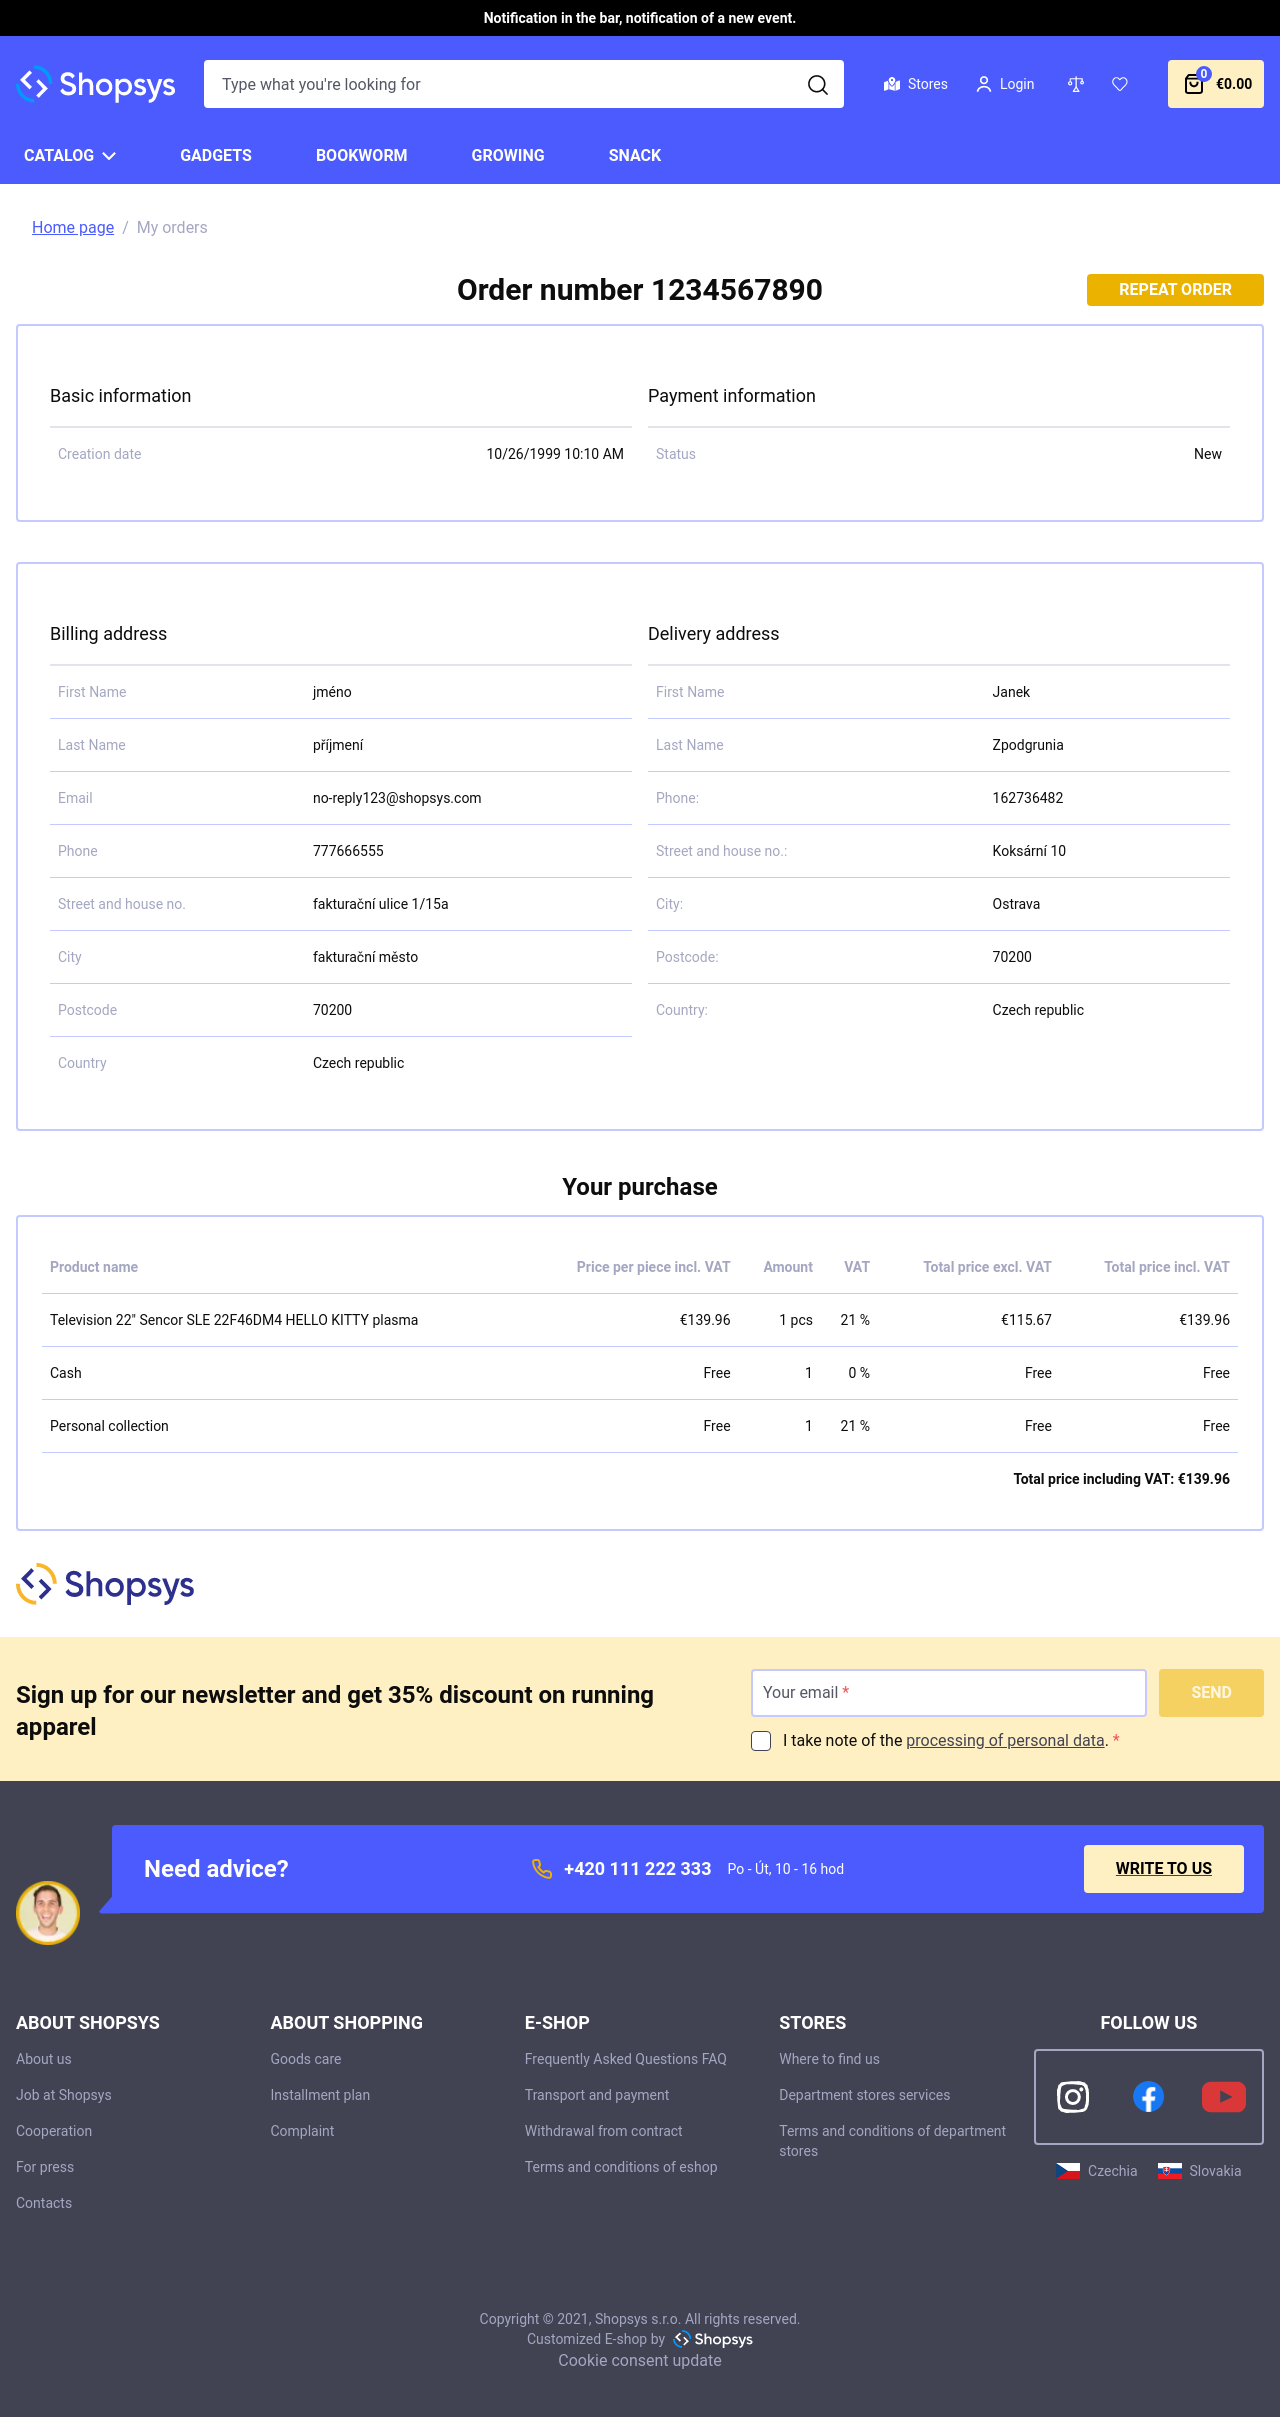 Notification in the bar, notification of a new event.
Shopsys
Type what you're looking for
Stores
Login
0
€0.00
CATALOG GADGETS BOOKWORM GROWING SNACK
Home page / My orders
Order number 1234567890
REPEAT ORDER
Basic information
Creation date 10/26/1999 10:10 AM
Payment information
Status New
Billing address
First Name jméno
Last Name příjmení
Email no-reply123@shopsys.com
Phone 777666555
Street and house no. fakturační ulice 1/15a
City fakturační město
Postcode 70200
Country Czech republic
Delivery address
First Name Janek
Last Name Zpodgrunia
Phone: 162736482
Street and house no.: Koksární 10
City: Ostrava
Postcode: 70200
Country: Czech republic
Your purchase
Product name Price per piece incl. VAT Amount VAT Total price excl. VAT Total price incl. VAT
Television 22" Sencor SLE 22F46DM4 HELLO KITTY plasma €139.96 1 pcs 21 % €115.67 €139.96
Cash Free 1 0 % Free Free
Personal collection Free 1 21 % Free Free
Total price including VAT: €139.96
Shopsys
Sign up for our newsletter and get 35% discount on running
apparel
Your email *
SEND
I take note of the processing of personal data. *
Need advice?
+420 111 222 333 Po - Út, 10 - 16 hod
WRITE TO US
ABOUT SHOPSYS
About us
Job at Shopsys
Cooperation
For press
Contacts
ABOUT SHOPPING
Goods care
Installment plan
Complaint
E-SHOP
Frequently Asked Questions FAQ
Transport and payment
Withdrawal from contract
Terms and conditions of eshop
STORES
Where to find us
Department stores services
Terms and conditions of department
stores
FOLLOW US
Czechia Slovakia
Copyright © 2021, Shopsys s.r.o. All rights reserved.
Customized E-shop by Shopsys
Cookie consent update